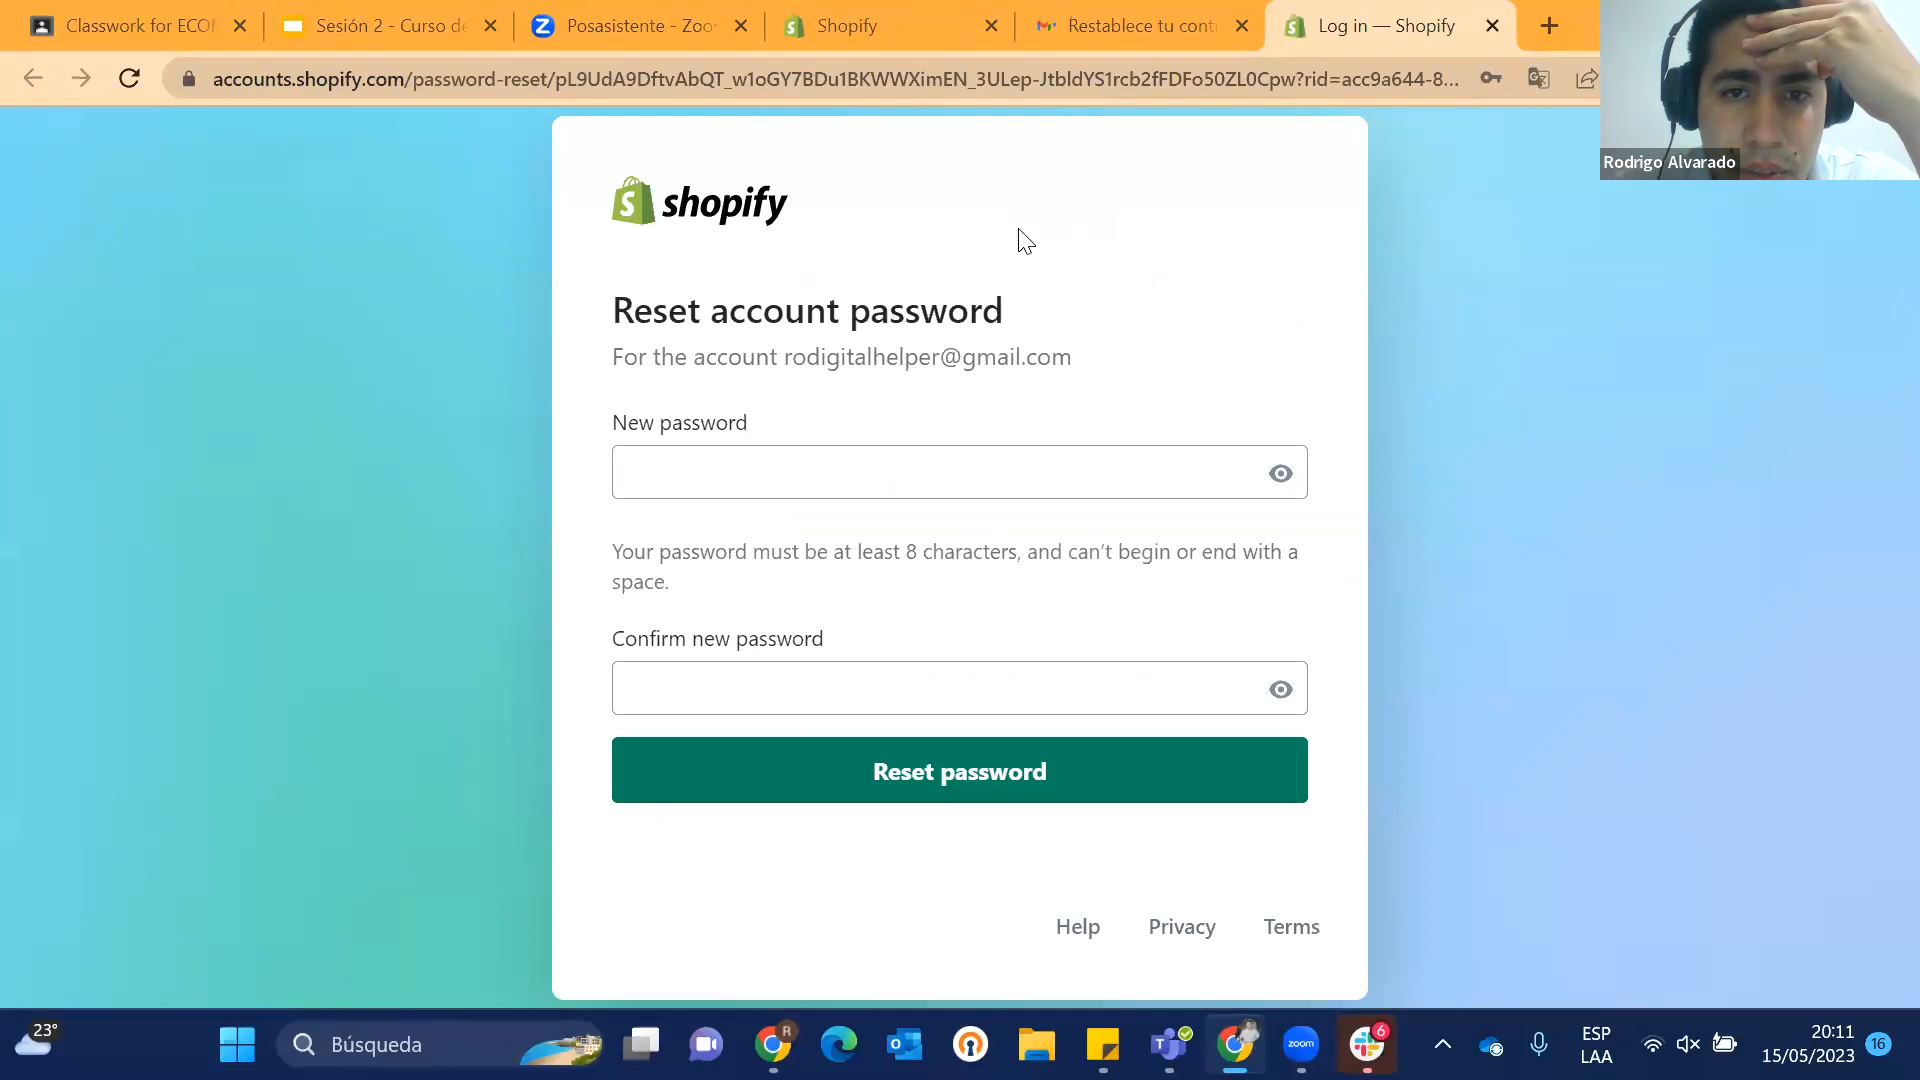 Classwork for ECOM
Sesión 2 - Curso de
Posasistente - Zoo
Shopify
Restablece tu cont
Log in — Shopify
accounts.shopify.com/password-reset/pL9UdA9DftvAbQT_w1oGY7BDu1BKWWXimEN_3ULep-JtbldYS1rcb2fFDFo50ZL0Cpw?rid=acc9a644-8...
Rodrigo Alvarado
shopify
Reset account password
For the account rodigitalhelper@gmail.com
New password
Your password must be at least 8 characters, and can't begin or end with a
space.
Confirm new password
Reset password
Help Privacy Terms
23°
Búsqueda
R
zoom
6
ESP
LAA
20:11
15/05/2023
16